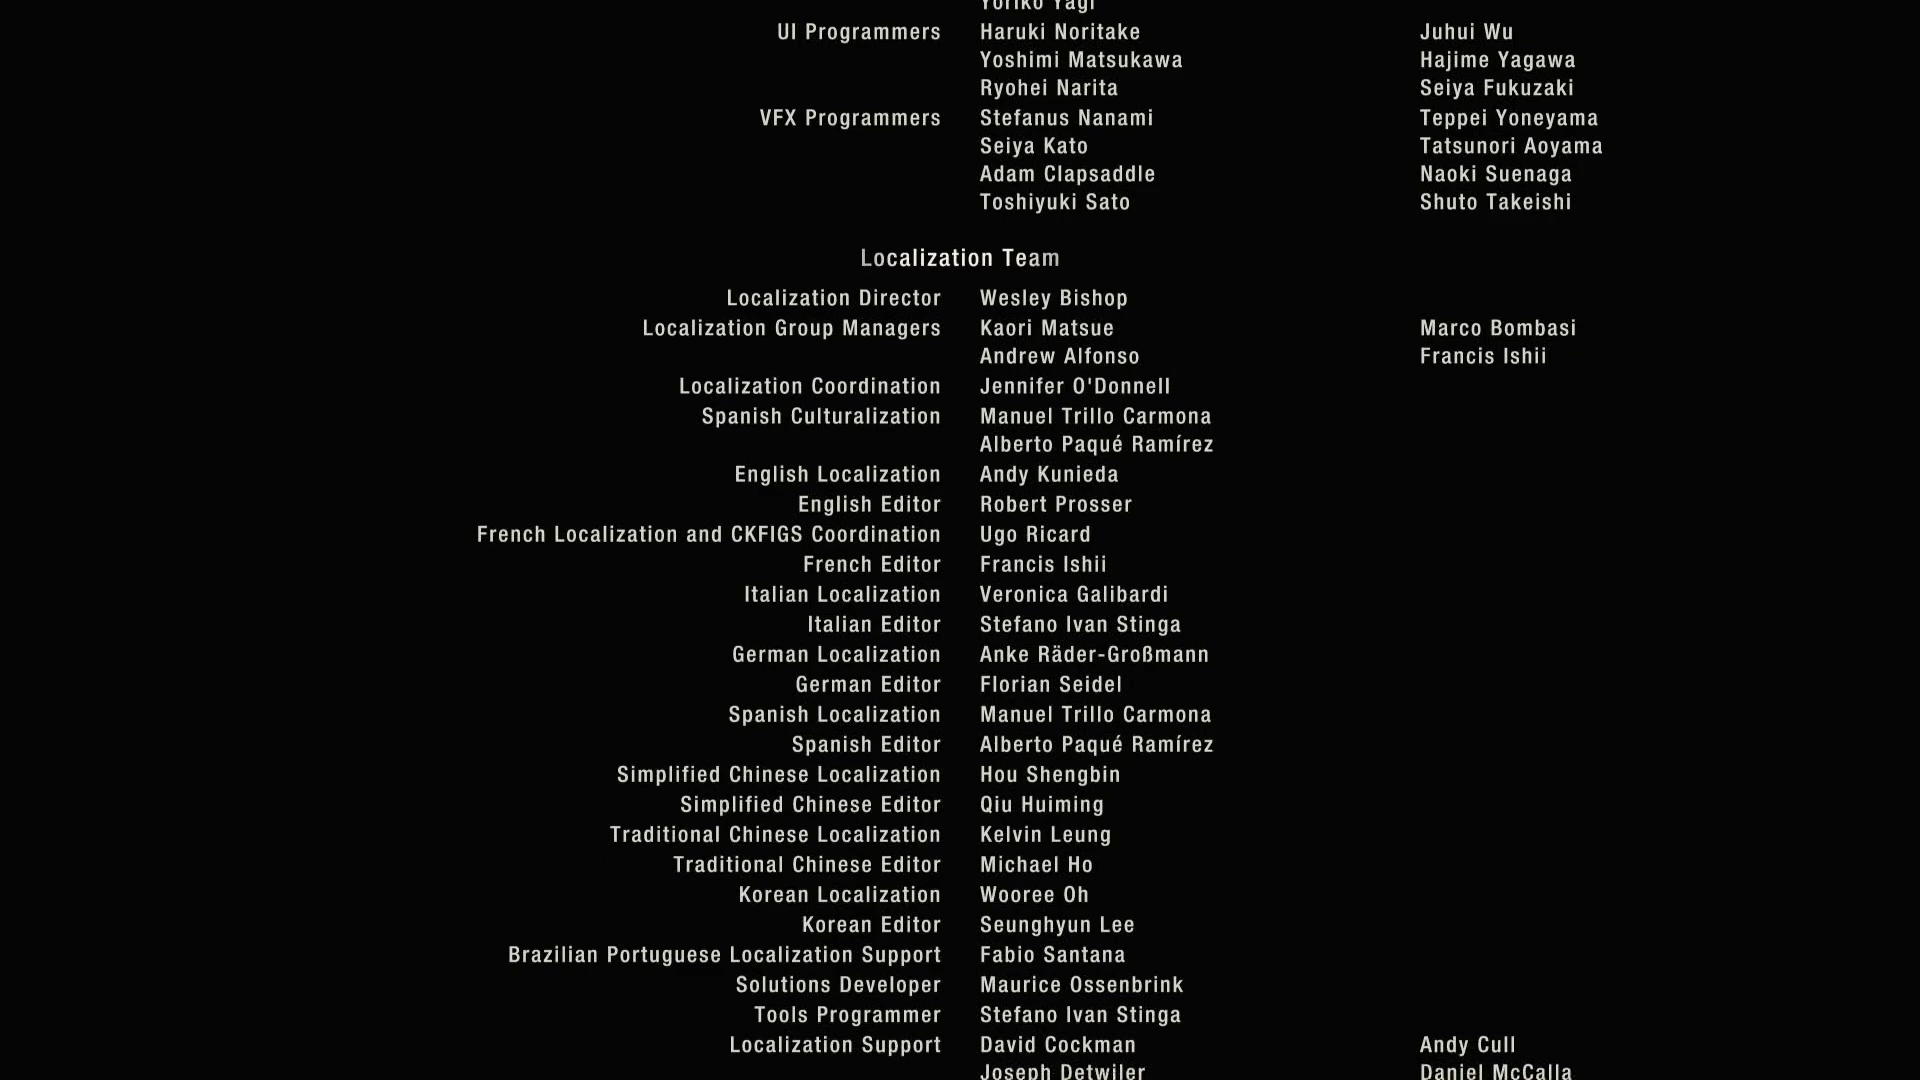 Yoriko Yagi
UI Programmers Haruki Noritake Juhui Wu
Yoshimi Matsukawa Hajime Yagawa
Ryohei Narita Seiya Fukuzaki
VFX Programmers Stefanus Nanami Teppei Yoneyama
Seiya Kato Tatsunori Aoyama
Adam Clapsaddle Naoki Suenaga
Toshiyuki Sato Shuto Takeishi
Localization Team
Localization Director Wesley Bishop
Localization Group Managers Kaori Matsue Marco Bombasi
Andrew Alfonso Francis Ishii
Localization Coordination Jennifer O'Donnell
Spanish Culturalization Manuel Trillo Carmona
Alberto Paqué Ramírez
English Localization Andy Kunieda
English Editor Robert Prosser
French Localization and CKFIGS Coordination Ugo Ricard
French Editor Francis Ishii
Italian Localization Veronica Galibardi
Italian Editor Stefano Ivan Stinga
German Localization Anke Räder-Großmann
German Editor Florian Seidel
Spanish Localization Manuel Trillo Carmona
Spanish Editor Alberto Paqué Ramírez
Simplified Chinese Localization Hou Shengbin
Simplified Chinese Editor Qiu Huiming
Traditional Chinese Localization Kelvin Leung
Traditional Chinese Editor Michael Ho
Korean Localization Wooree Oh
Korean Editor Seunghyun Lee
Brazilian Portuguese Localization Support Fabio Santana
Solutions Developer Maurice Ossenbrink
Tools Programmer Stefano Ivan Stinga
Localization Support David Cockman Andy Cull
Joseph Detwiler Daniel McCalla